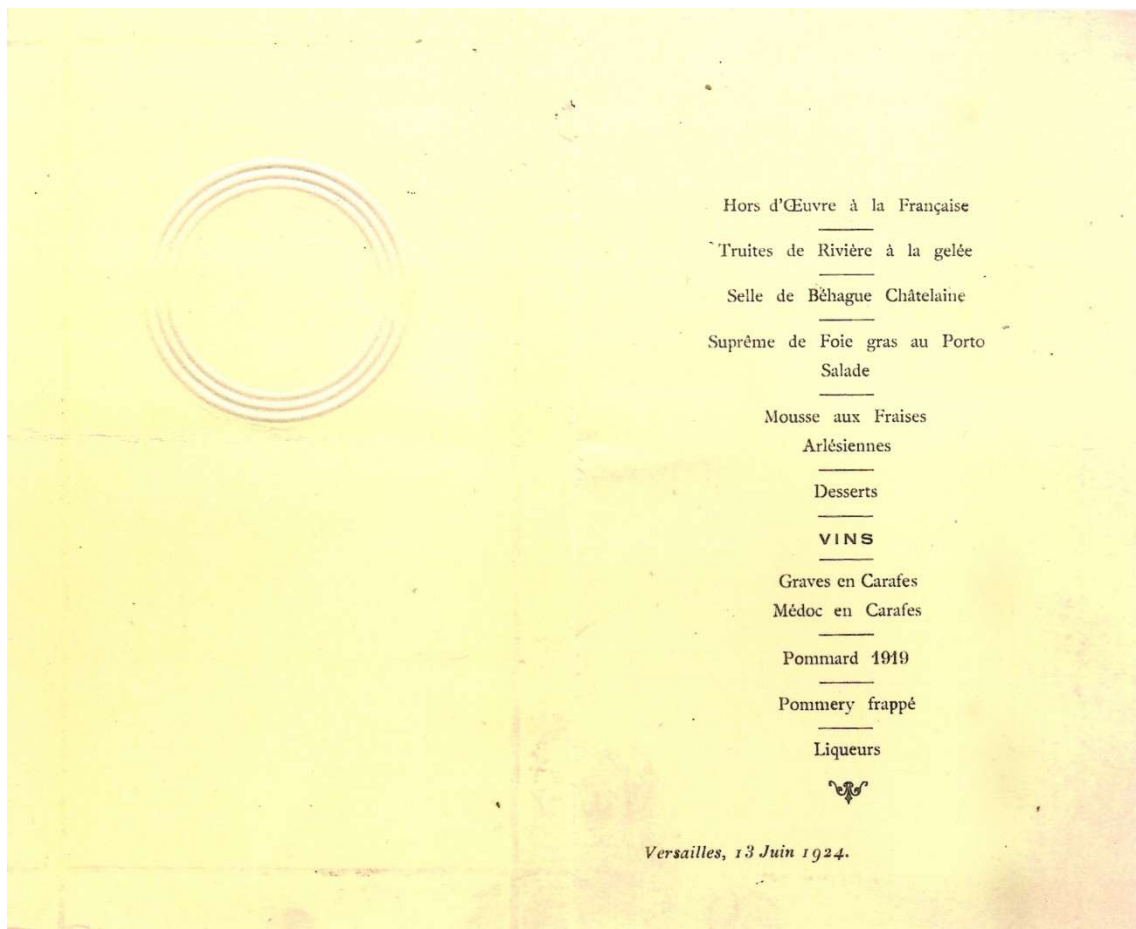 Hors d'Œuvre à la Française
Truites de Rivière à la gelée
Selle de Béhague Châtelaine
Suprême de Foie gras au Porto
Salade
Mousse aux Fraises
Arlésiennes
Desserts
VINS
Graves en Carafes
Médoc en Carafes
Pommard 1919
Pommery frappé
Liqueurs
Versailles, 13 Juin 1924.